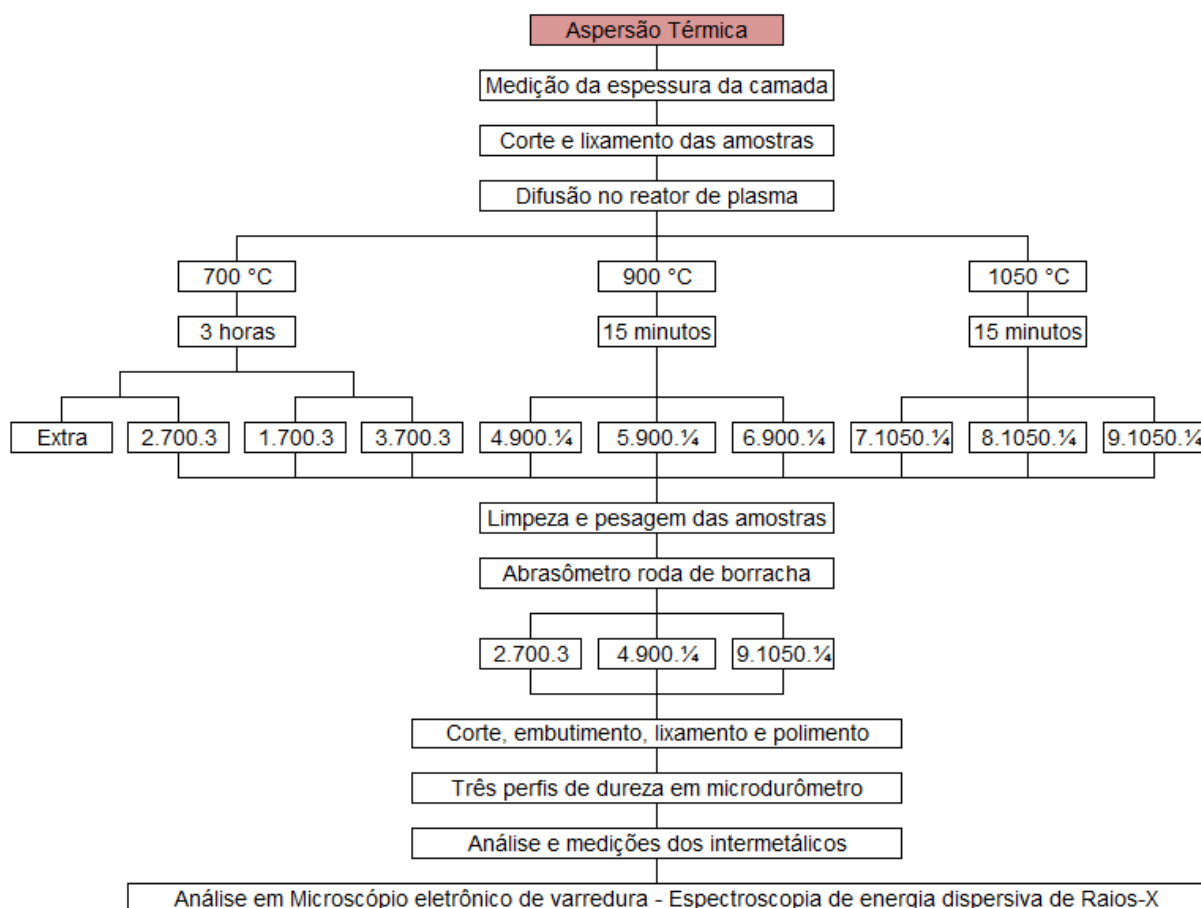 Aspersão Térmica
Medição da espessura da camada
Corte e lixamento das amostras
Difusão no reator de plasma
700 °C
900 °C
1050 °C
3 horas
15 minutos
15 minutos
Extra
2.700.3
1.700.3
3.700.3
4.900.¼
5.900.¼
6.900.¼
7.1050.¼
8.1050.¼
9.1050.¼
Limpeza e pesagem das amostras
Abrasômetro roda de borracha
2.700.3
4.900.¼
9.1050.¼
Corte, embutimento, lixamento e polimento
Três perfis de dureza em microdurômetro
Análise e medições dos intermetálicos
Análise em Microscópio eletrônico de varredura - Espectroscopia de energia dispersiva de Raios-X